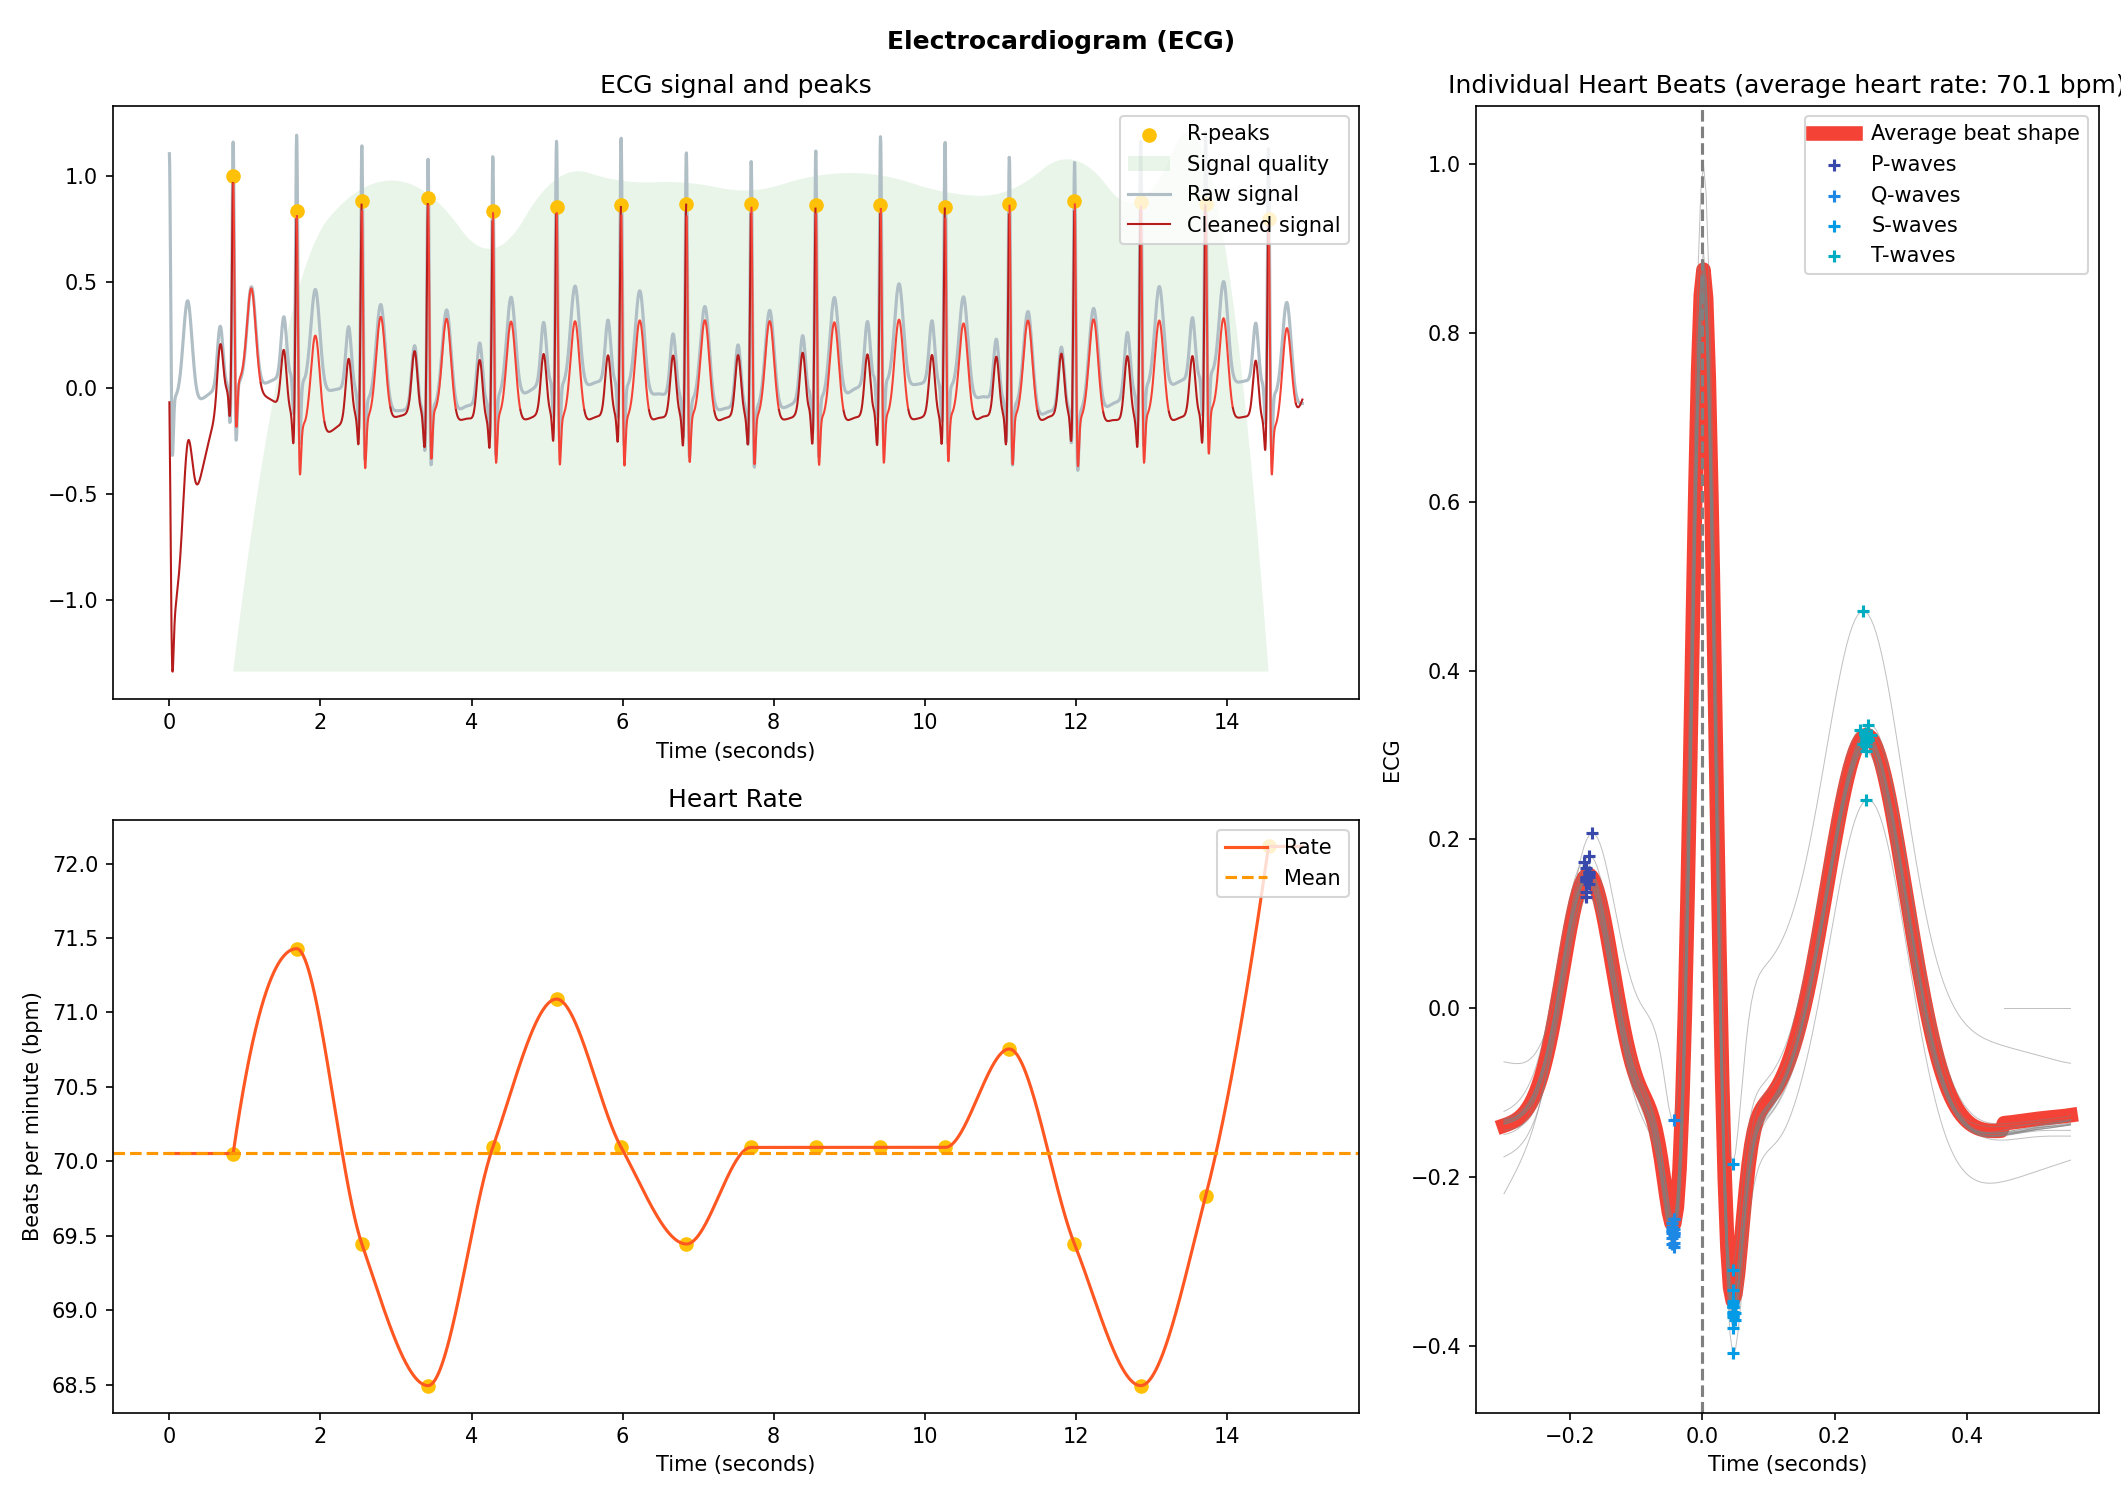 Electrocardiogram (ECG)
ECG signal and peaks
R-peaks
Signal quality
Raw signal
Cleaned signal
1.0
0.5
0.0
−0.5
−1.0
0 2 4 6 8 10 12 14
Time (seconds)
Heart Rate
Rate
Mean
Beats per minute (bpm)
72.0
71.5
71.0
70.5
70.0
69.5
69.0
68.5
0 2 4 6 8 10 12 14
Time (seconds)
Individual Heart Beats (average heart rate: 70.1 bpm)
Average beat shape
P-waves
Q-waves
S-waves
T-waves
ECG
1.0
0.8
0.6
0.4
0.2
0.0
−0.2
−0.4
−0.2 0.0 0.2 0.4
Time (seconds)